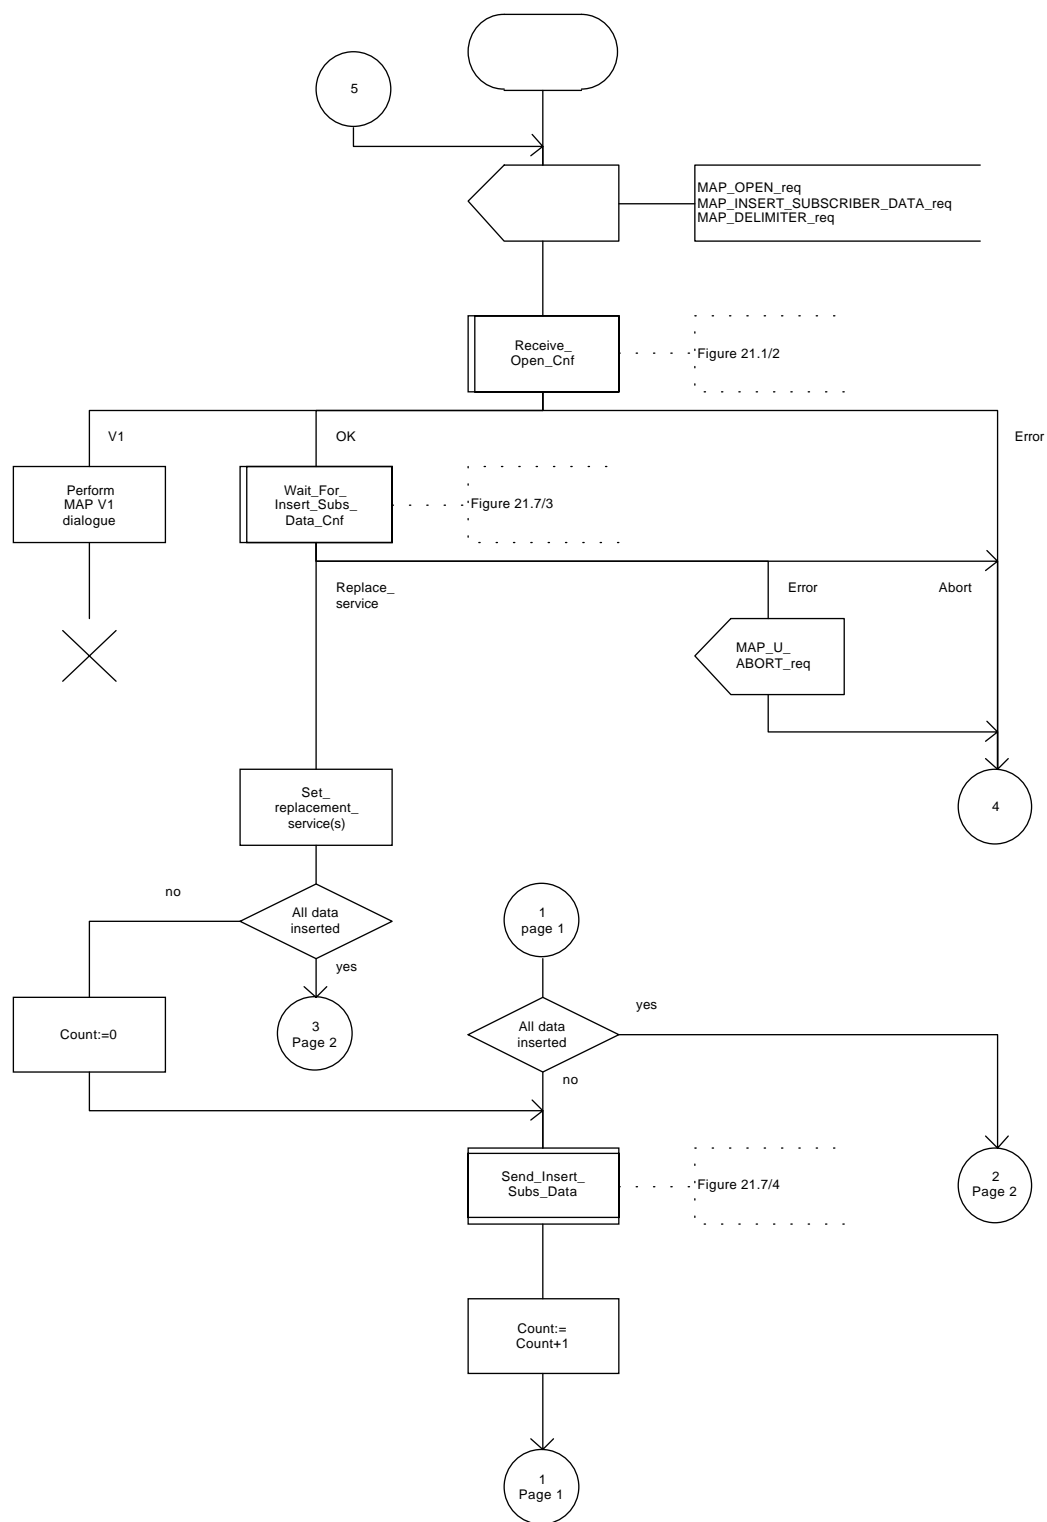 5
MAP_OPEN_req
MAP_INSERT_SUBSCRIBER_DATA_req
MAP_DELIMITER_req
Receive_
Open_Cnf
Figure 21.1/2
V1
OK
Error
Perform
MAP V1
dialogue
Wait_For_
Insert_Subs_
Data_Cnf
Figure 21.7/3
Replace_
service
Error
Abort
MAP_U_
ABORT_req
Set_
replacement_
service(s)
4
no
All data
inserted
yes
1
page 1
Count:=0
3
Page 2
All data
inserted
yes
no
Send_Insert_
Subs_Data
Figure 21.7/4
2
Page 2
Count:=
Count+1
1
Page 1